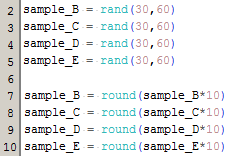 2 sample_B = rand(30,60)
3 sample_C = rand(30,60)
4 sample_D = rand(30,60)
5 sample_E = rand(30,60)
6
7 sample_B = round(sample_B*10)
8 sample_C = round(sample_C*10)
9 sample_D = round(sample_D*10)
10 sample_E = round(sample_E*10)